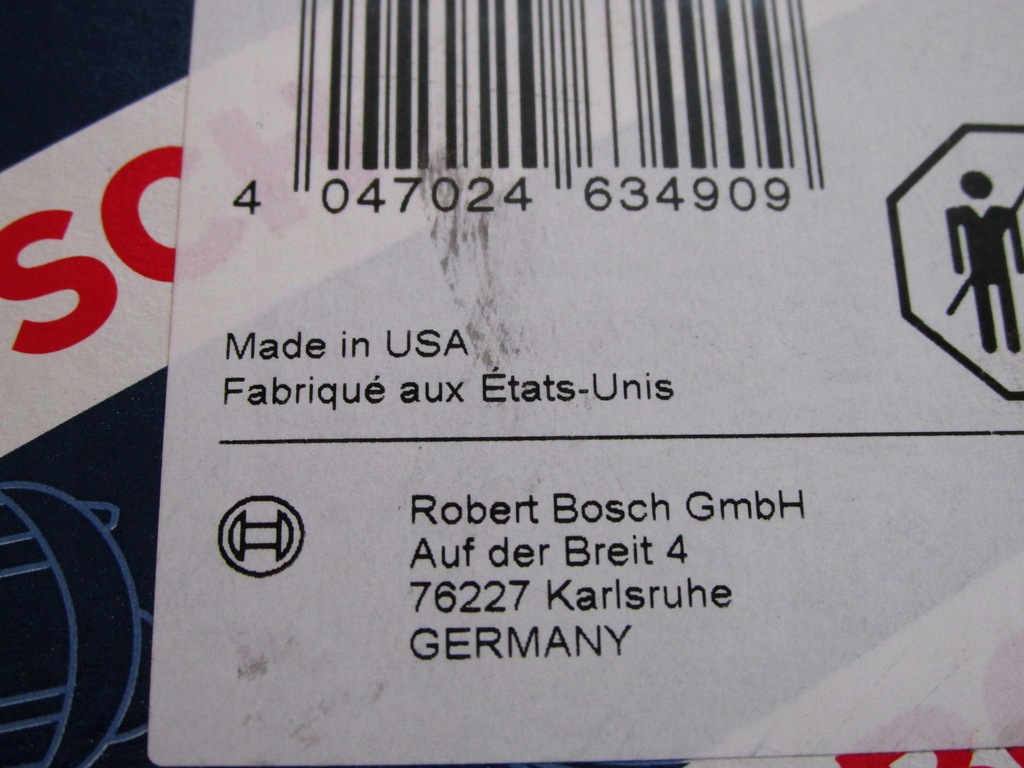 SC
4 047024 634909
Made in USA
Fabriqué aux États-Unis
Robert Bosch GmbH
Auf der Breit 4
76227 Karlsruhe
GERMANY